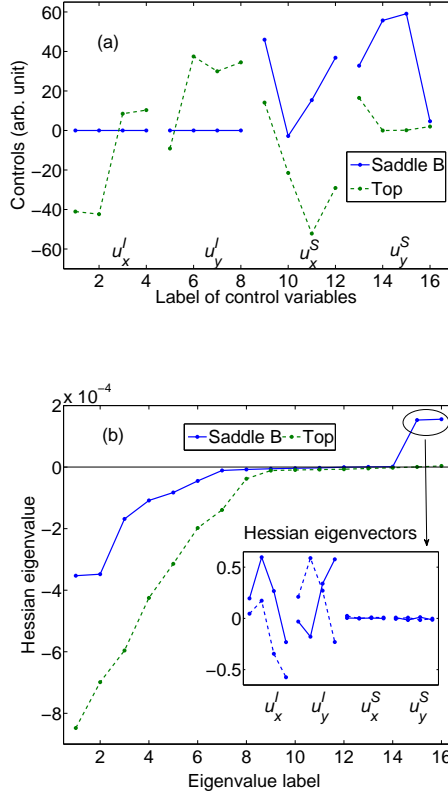 (a)
Controls (arb. unit)
60
40
20
0
−20
−40
−60
Saddle B
Top
u_x^I
u_y^I
u_x^S
u_y^S
2 4 6 8 10 12 14 16
Label of control variables
2 x 10^−4
(b)
Saddle B Top
Hessian eigenvalue
0
−2
−4
−6
−8
Hessian eigenvectors
0.5
0
−0.5
u_x^I u_y^I u_x^S u_y^S
2 4 6 8 10 12 14 16
Eigenvalue label